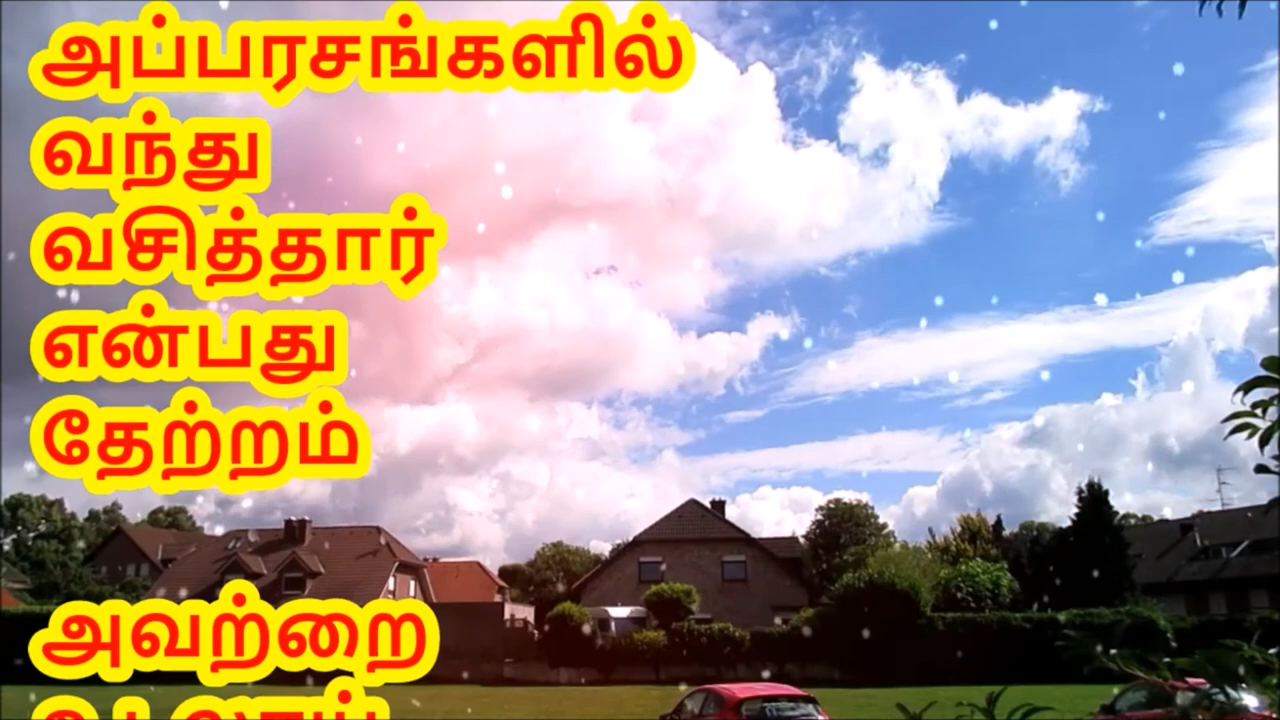 அப்பரசங்களில்
வந்து
வசித்தார்
என்பது
தேற்றம்
அவற்றை